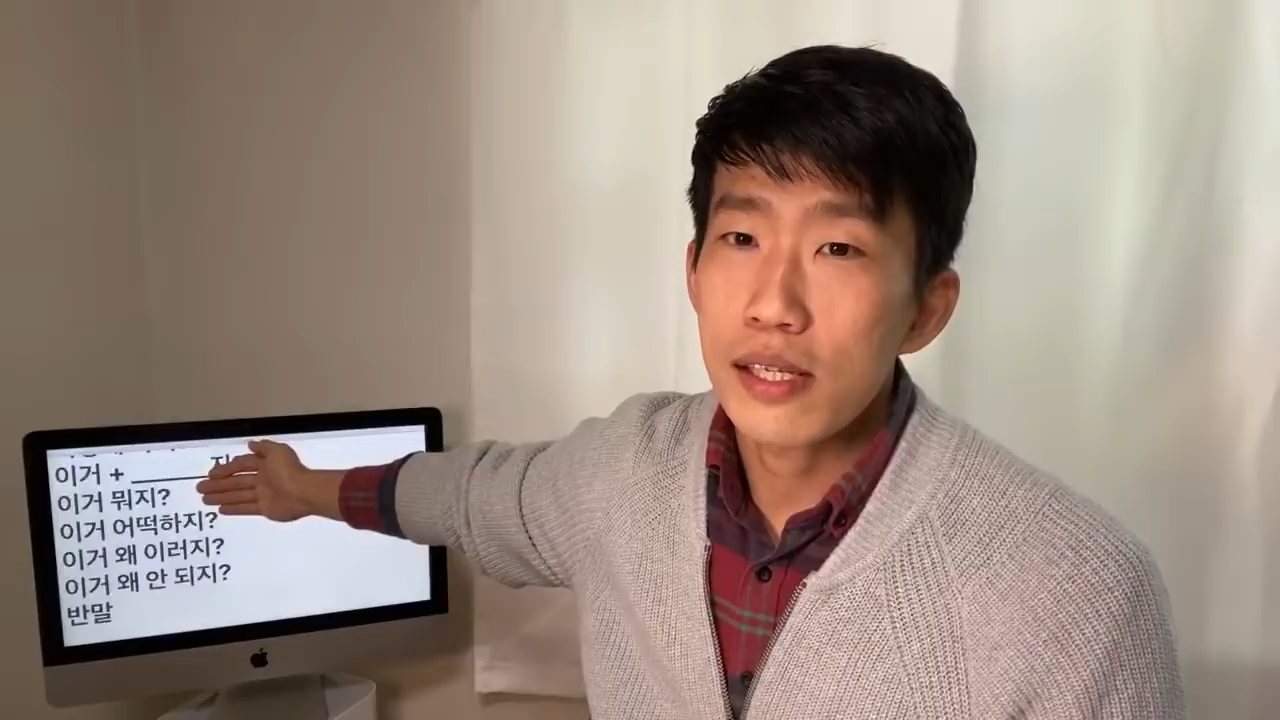 이거 + ______
이거 뭐지?
이거 어떡하지?
이거 왜 이러지?
이거 왜 안 되지?
반말